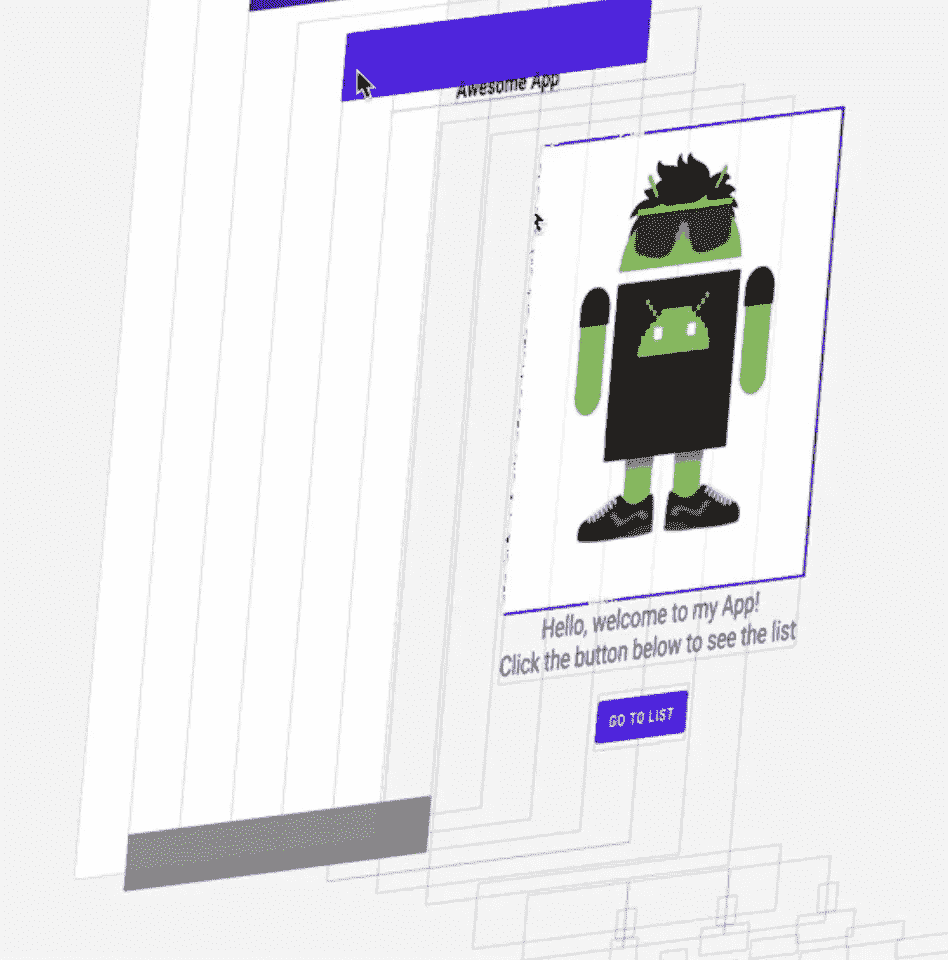 Awesome App
Hello, welcome to my App!
Click the button below to see the list
GO TO LIST